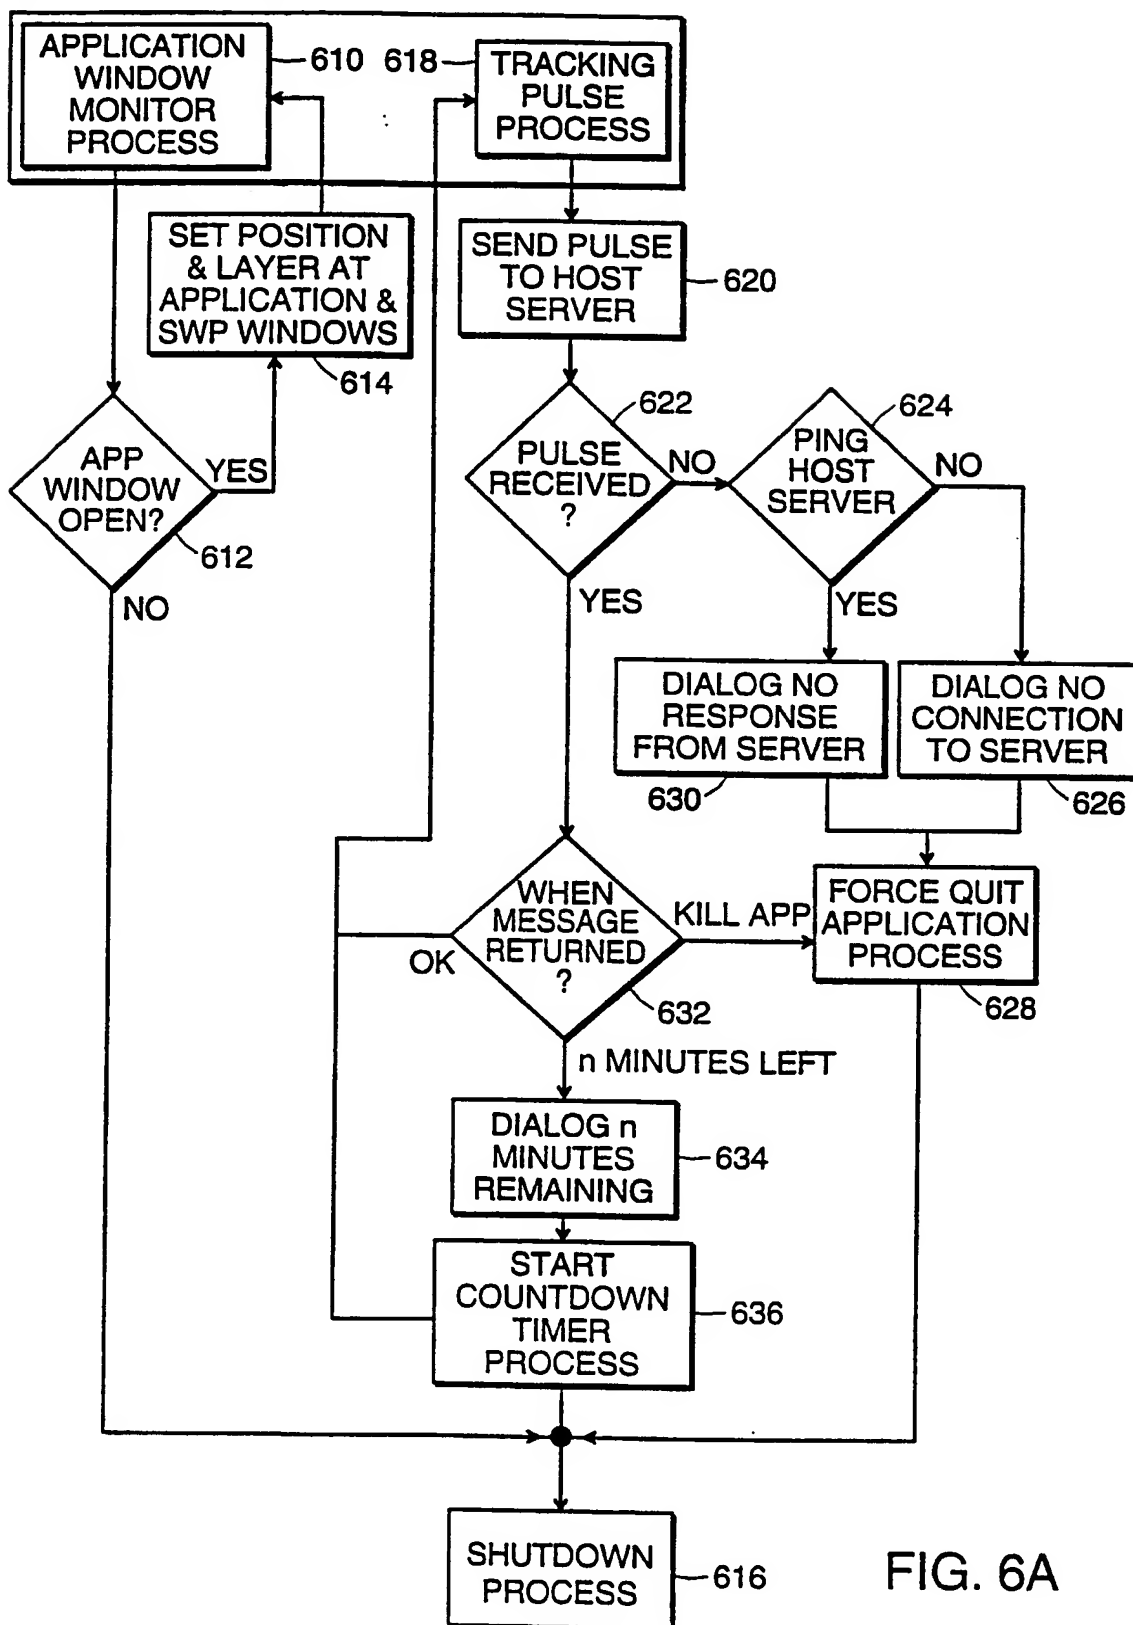 APPLICATION
WINDOW
MONITOR
PROCESS
610
618
TRACKING
PULSE
PROCESS
SET POSITION
& LAYER AT
APPLICATION &
SWP WINDOWS
614
SEND PULSE
TO HOST
SERVER
620
APP
WINDOW
OPEN?
YES
612
NO
PULSE
RECEIVED
?
622
NO
YES
PING
HOST
SERVER
624
NO
YES
DIALOG NO
RESPONSE
FROM SERVER
630
DIALOG NO
CONNECTION
TO SERVER
626
WHEN
MESSAGE
RETURNED
?
OK
KILL APP
632
FORCE QUIT
APPLICATION
PROCESS
628
n MINUTES LEFT
DIALOG n
MINUTES
REMAINING
634
START
COUNTDOWN
TIMER
PROCESS
636
SHUTDOWN
PROCESS
616
FIG. 6A